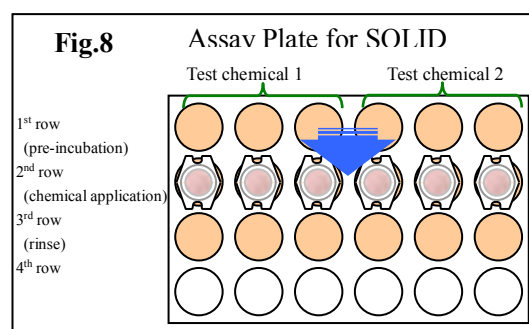 Fig.8 Assay Plate for SOLID
Test chemical 1 Test chemical 2
1st row
(pre-incubation)
2nd row
(chemical application)
3rd row
(rinse)
4th row